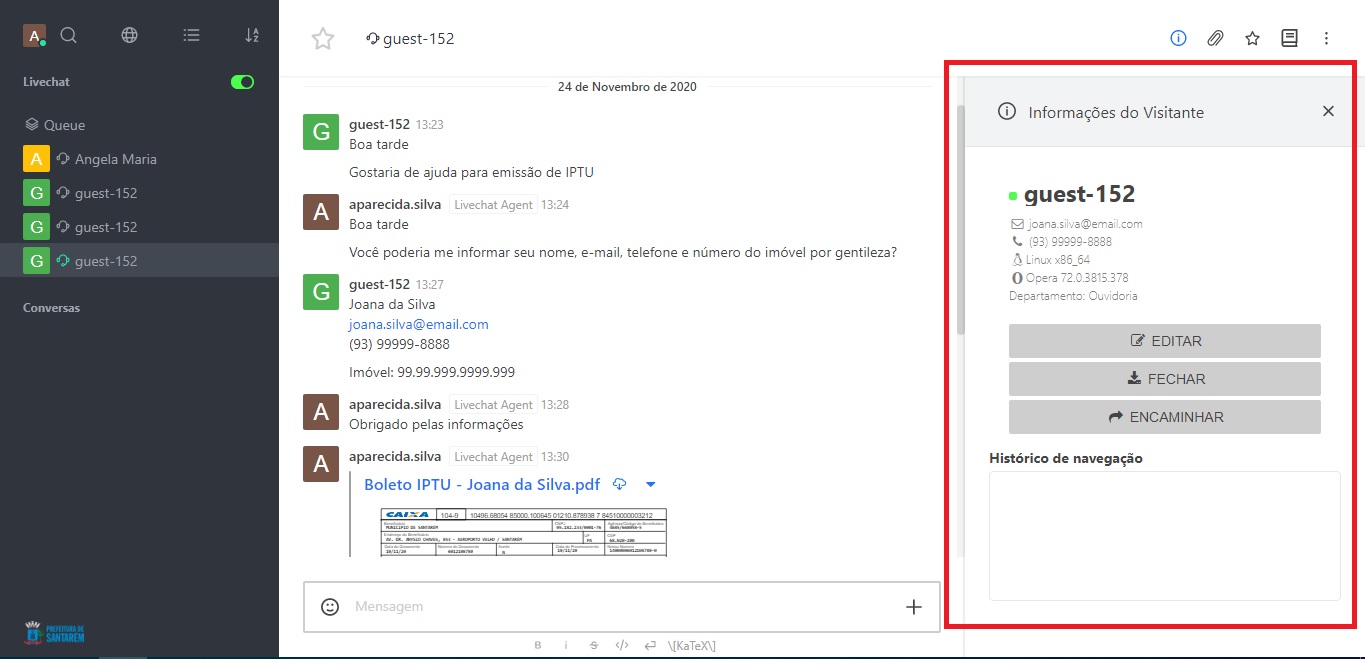 A
Livechat
Queue
A Angela Maria
G guest-152
G guest-152
G guest-152
Conversas
PREFEITURA DE
SANTARÉM
guest-152
24 de Novembro de 2020
G guest-152 13:23
Boa tarde
Gostaria de ajuda para emissão de IPTU
A aparecida.silva Livechat Agent 13:24
Boa tarde
Você poderia me informar seu nome, e-mail, telefone e número do imóvel por gentileza?
G guest-152 13:27
Joana da Silva
joana.silva@email.com
(93) 99999-8888
Imóvel: 99.99.999.9999.999
A aparecida.silva Livechat Agent 13:28
Obrigado pelas informações
A aparecida.silva Livechat Agent 13:30
Boleto IPTU - Joana da Silva.pdf
CAIXA 104-9 10496.68054 85000.100645 01210.878938 7 84510000003212
MUNICIPIO DE SANTARÉM
Mensagem
B i S </> \[KaTeX\]
Informações do Visitante
guest-152
joana.silva@email.com
(93) 99999-8888
Linux x86_64
Opera 72.0.3815.378
Departamento: Ouvidoria
EDITAR
FECHAR
ENCAMINHAR
Histórico de navegação